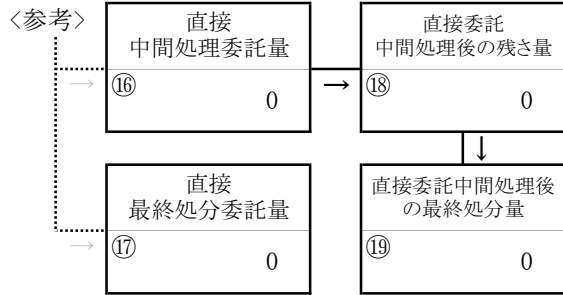 〈参考〉
直接
中間処理委託量
→
⑯
0
→
直接委託
中間処理後の残さ量
⑱
0
↓
直接
最終処分委託量
→
⑰
0
直接委託中間処理後
の最終処分量
⑲
0